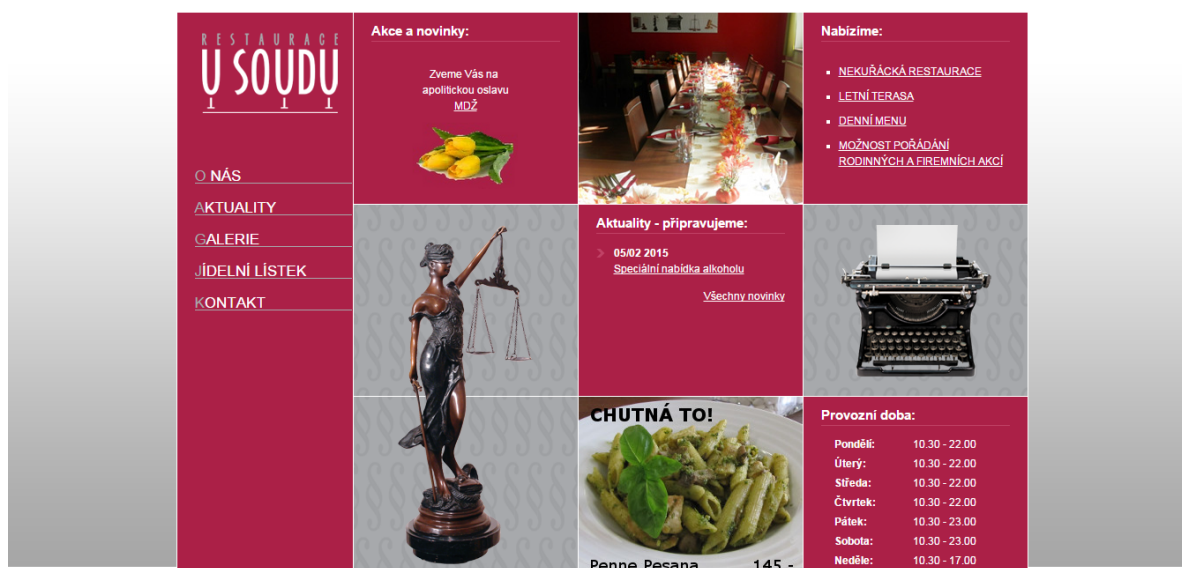 RESTAURACE
U SOUDU
O NÁS
AKTUALITY
GALERIE
JÍDELNÍ LÍSTEK
KONTAKT
Akce a novinky:
Zveme Vás na
apolitickou oslavu
MDŽ
Nabízíme:
NEKUŘÁCKÁ RESTAURACE
LETNÍ TERASA
DENNÍ MENU
MOŽNOST POŘÁDÁNÍ
RODINNÝCH A FIREMNÍCH AKCÍ
Aktuality - připravujeme:
05/02 2015
Speciální nabídka alkoholu
Všechny novinky
CHUTNÁ TO!
Penne Pesana 145,-
Provozní doba:
Pondělí: 10.30 - 22.00
Úterý: 10.30 - 22.00
Středa: 10.30 - 22.00
Čtvrtek: 10.30 - 22.00
Pátek: 10.30 - 23.00
Sobota: 10.30 - 23.00
Neděle: 10.30 - 17.00